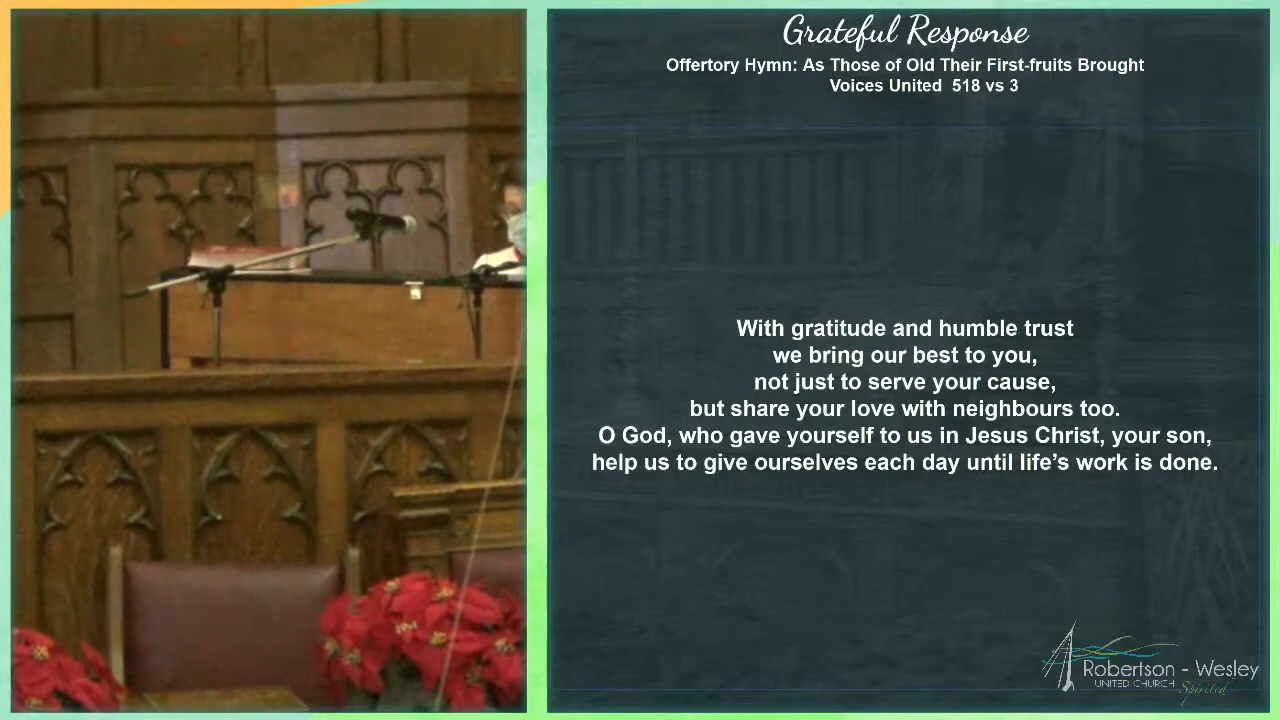 Grateful Response
Offertory Hymn: As Those of Old Their First-fruits Brought
Voices United 518 vs 3
With gratitude and humble trust
we bring our best to you,
not just to serve your cause,
but share your love with neighbours too.
O God, who gave yourself to us in Jesus Christ, your son,
help us to give ourselves each day until life’s work is done.
Robertson - Wesley
UNITED CHURCH
Spirited